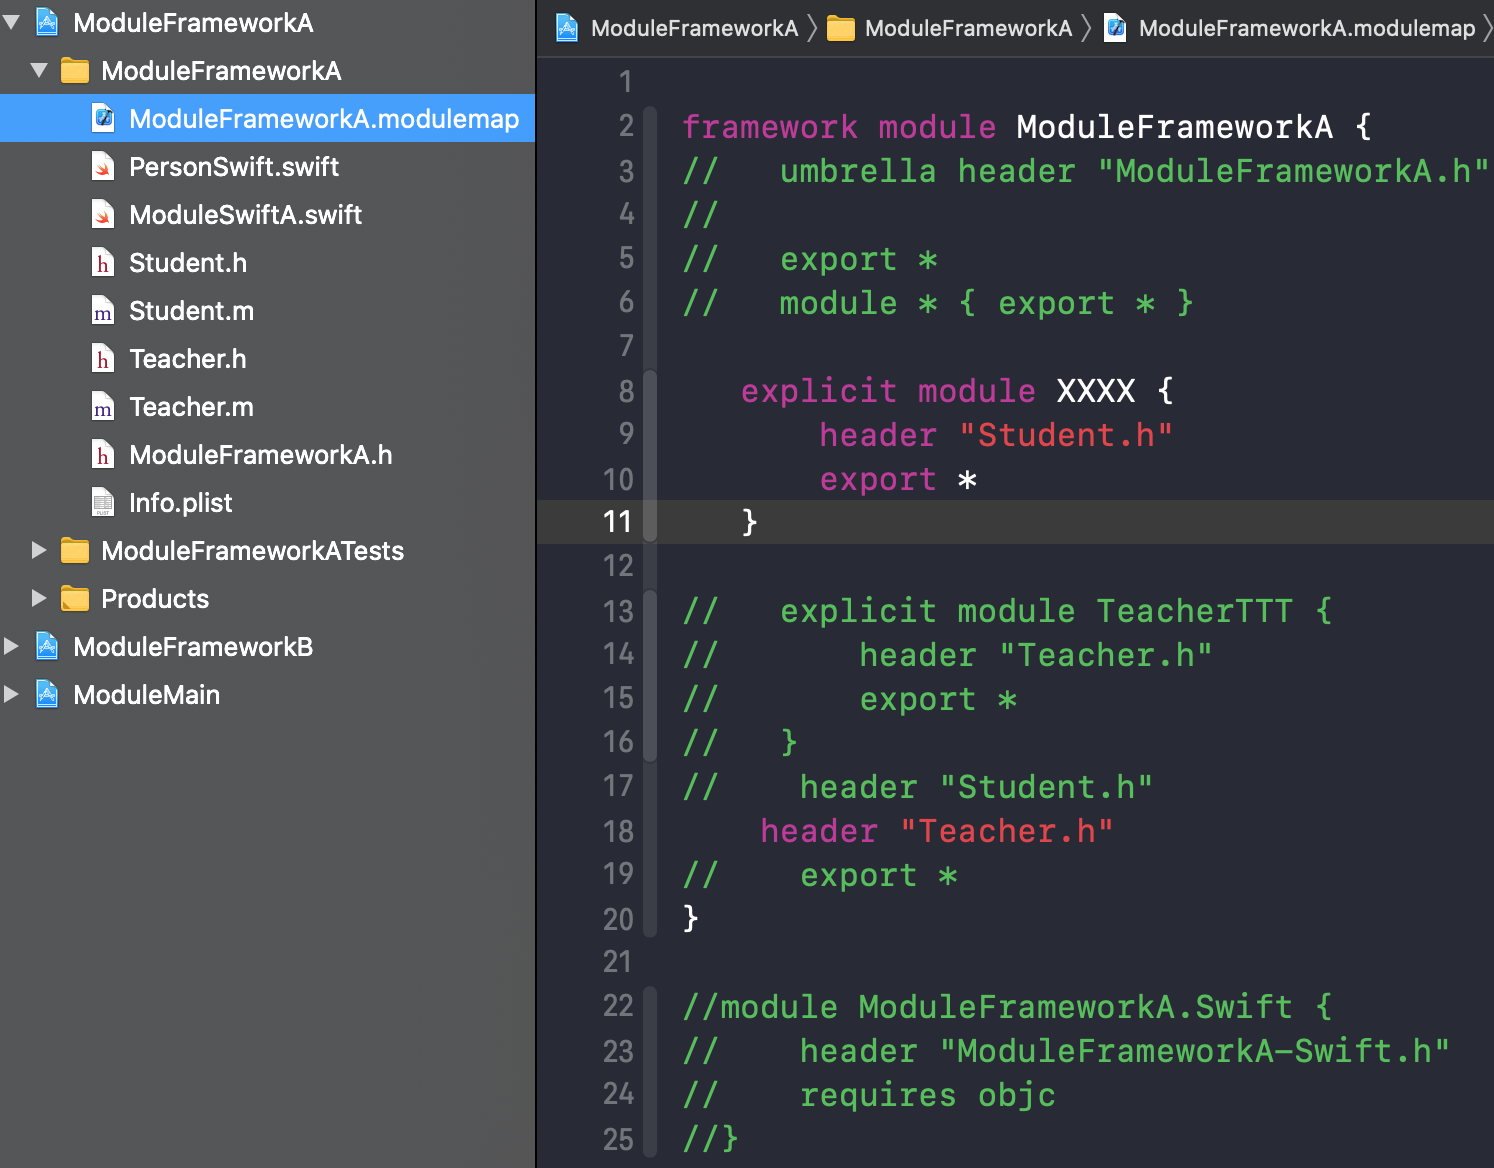 ModuleFrameworkA
ModuleFrameworkA
ModuleFrameworkA.modulemap
PersonSwift.swift
ModuleSwiftA.swift
h Student.h
m Student.m
h Teacher.h
m Teacher.m
h ModuleFrameworkA.h
Info.plist
ModuleFrameworkATests
Products
ModuleFrameworkB
ModuleMain
ModuleFrameworkA 〉 ModuleFrameworkA 〉 ModuleFrameworkA.modulemap 〉
1
2 framework module ModuleFrameworkA {
3 //   umbrella header "ModuleFrameworkA.h"
4 //
5 //   export *
6 //   module * { export * }
7
8    explicit module XXXX {
9        header "Student.h"
10        export *
11    }
12
13 //   explicit module TeacherTTT {
14 //       header "Teacher.h"
15 //       export *
16 //   }
17 //    header "Student.h"
18     header "Teacher.h"
19 //    export *
20 }
21
22 //module ModuleFrameworkA.Swift {
23 //    header "ModuleFrameworkA-Swift.h"
24 //    requires objc
25 //}